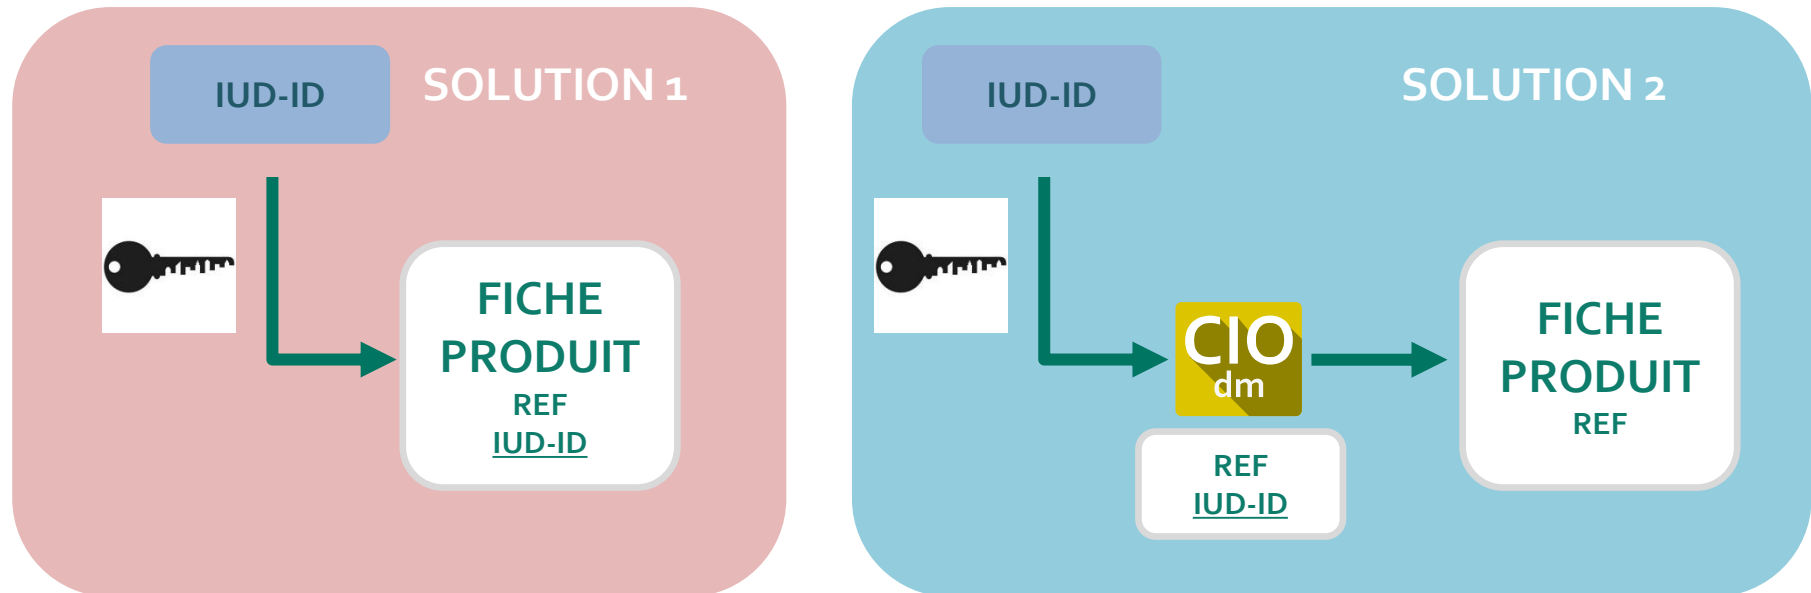 IUD-ID
SOLUTION 1
FICHE
PRODUIT
REF
IUD-ID
IUD-ID
SOLUTION 2
CIO
dm
REF
IUD-ID
FICHE
PRODUIT
REF